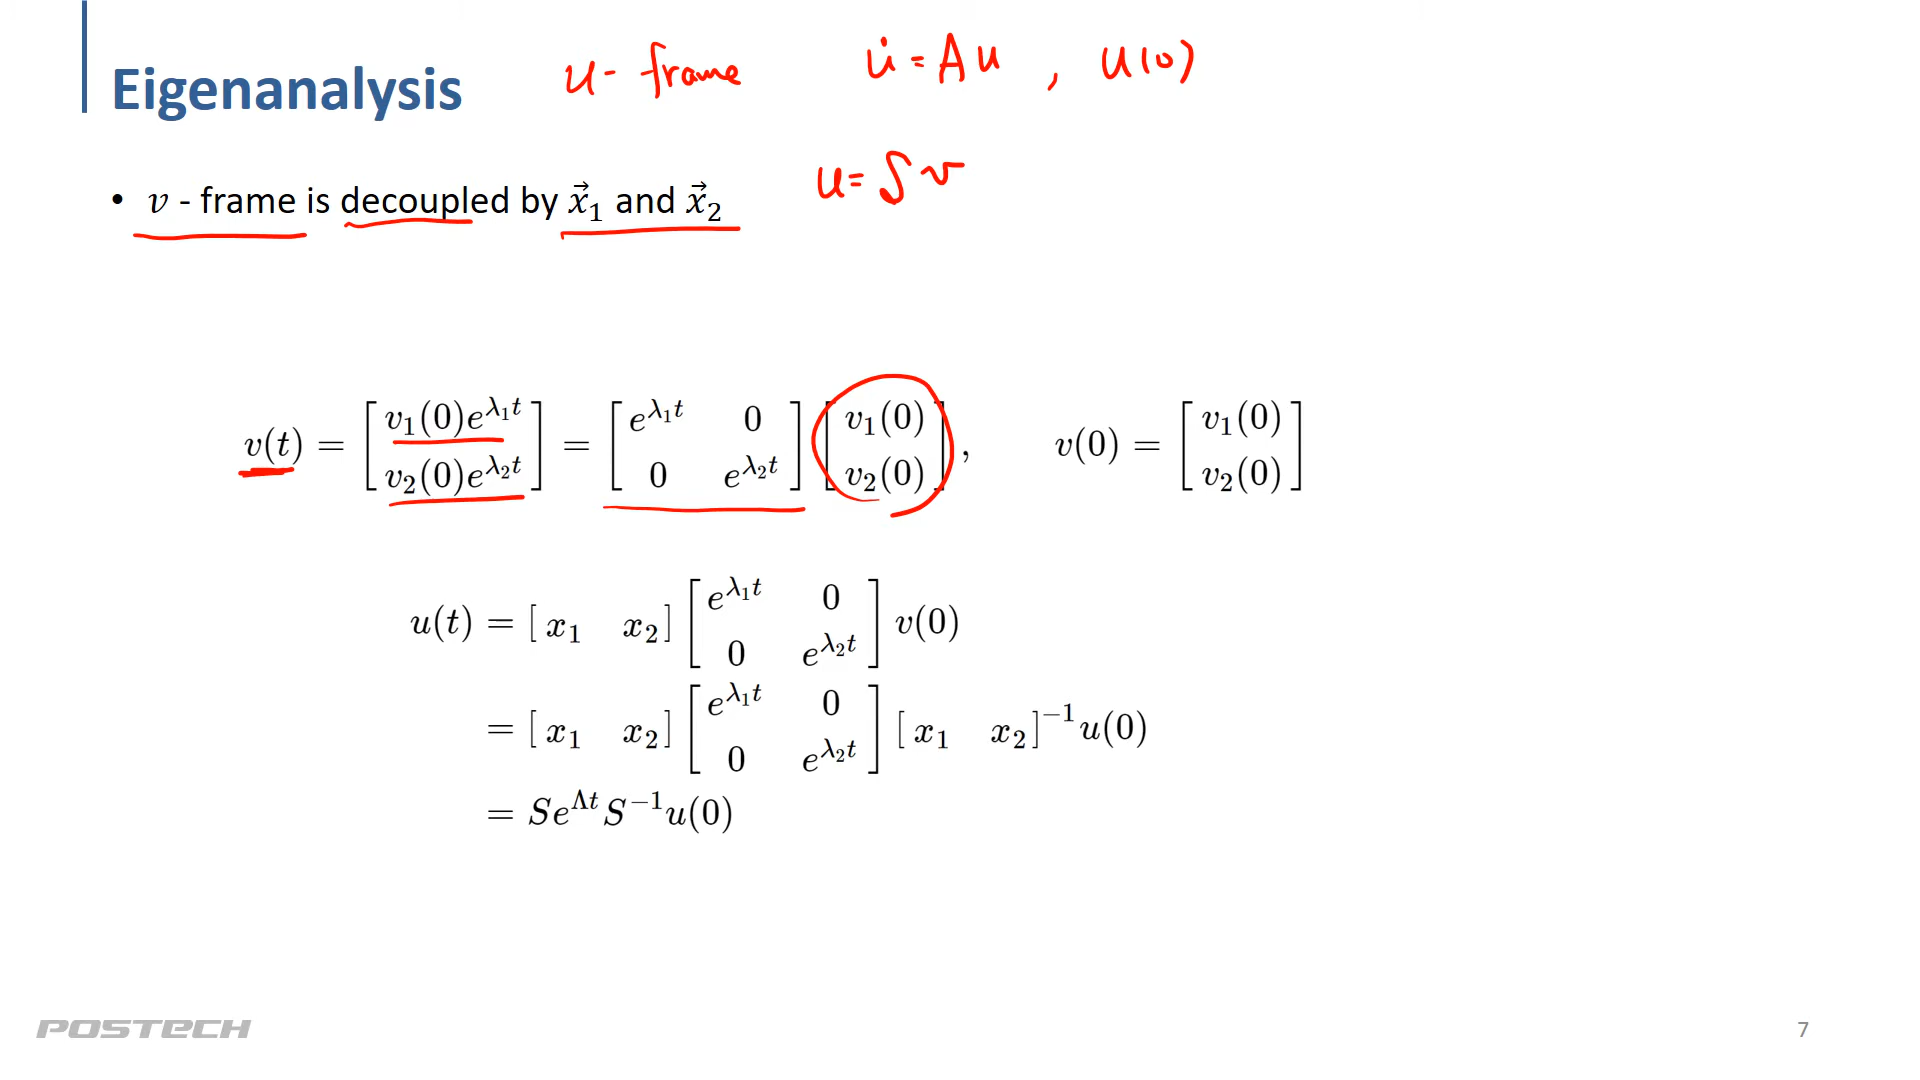 Eigenanalysis
u - frame    u̇ = Au , u(0)
• v - frame is decoupled by x⃗₁ and x⃗₂
u = Sv
v(t) = [v₁(0)e^{λ₁t}; v₂(0)e^{λ₂t}] = [e^{λ₁t} 0; 0 e^{λ₂t}] [v₁(0); v₂(0)],    v(0) = [v₁(0); v₂(0)]
u(t) = [x₁ x₂] [e^{λ₁t} 0; 0 e^{λ₂t}] v(0)
= [x₁ x₂] [e^{λ₁t} 0; 0 e^{λ₂t}] [x₁ x₂]⁻¹ u(0)
= Se^{Λt}S⁻¹u(0)
POSTECH
7